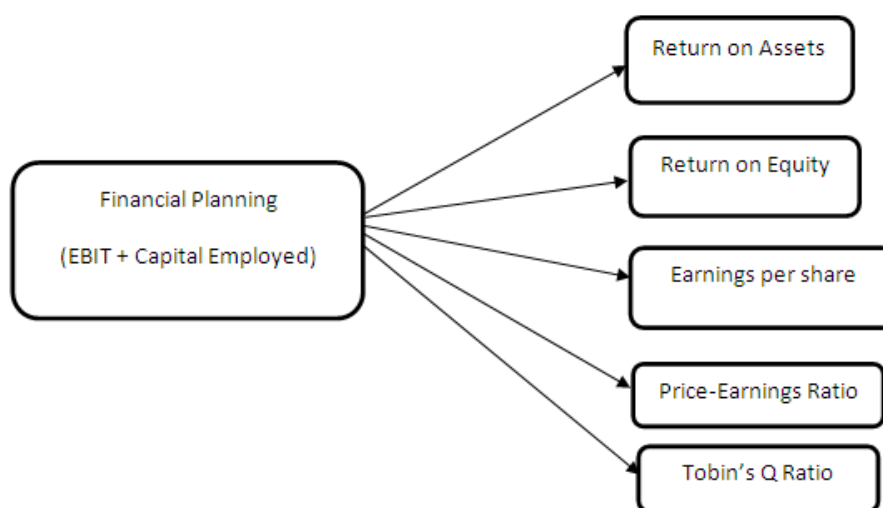 Return on Assets
Return on Equity
Financial Planning
(EBIT + Capital Employed)
Earnings per share
Price-Earnings Ratio
Tobin's Q Ratio